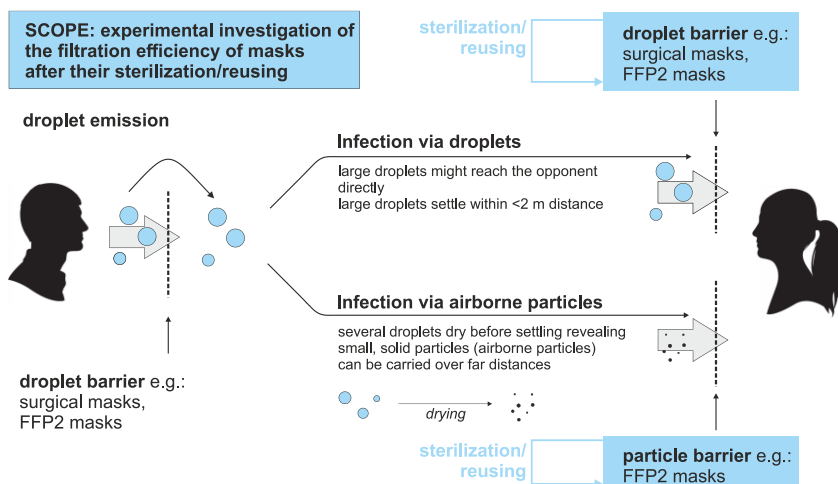 SCOPE: experimental investigation of
the filtration efficiency of masks
after their sterilization/reusing
sterilization/
reusing
droplet barrier e.g.:
surgical masks,
FFP2 masks
droplet emission
Infection via droplets
large droplets might reach the opponent
directly
large droplets settle within <2 m distance
Infection via airborne particles
several droplets dry before settling revealing
small, solid particles (airborne particles)
can be carried over far distances
drying
droplet barrier e.g.:
surgical masks,
FFP2 masks
sterilization/
reusing
particle barrier e.g.:
FFP2 masks